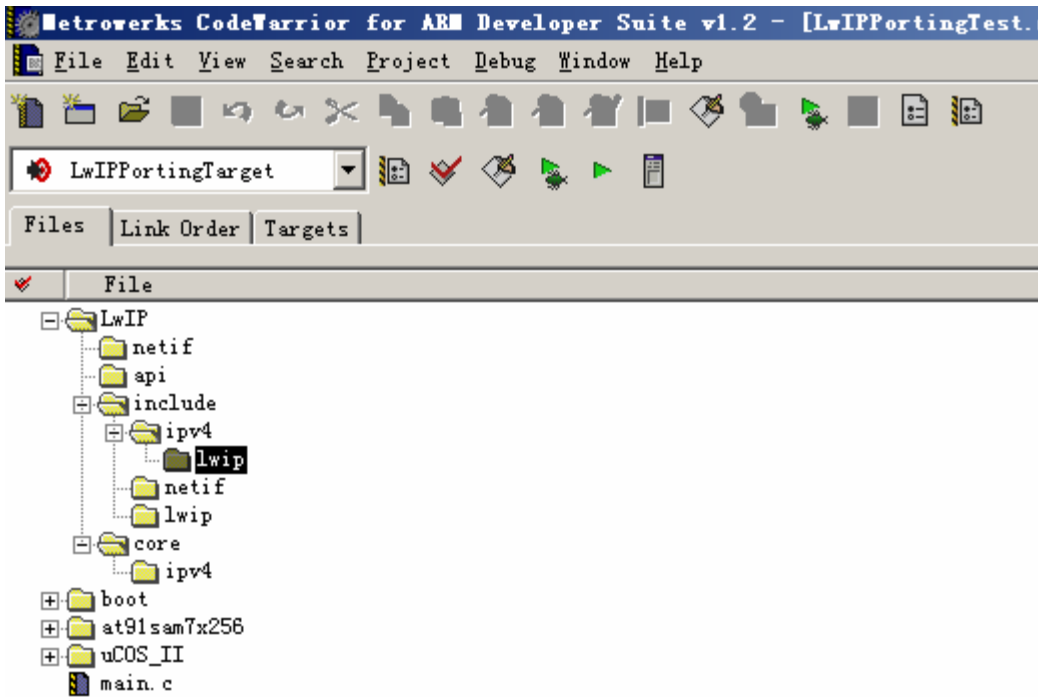 Metrowerks CodeWarrior for ARM Developer Suite v1.2 - [LwIPPortingTest.
File Edit View Search Project Debug Window Help
LwIPPortingTarget
Files Link Order Targets
File
LwIP
netif
api
include
ipv4
lwip
netif
lwip
core
ipv4
boot
at91sam7x256
uCOS_II
main.c